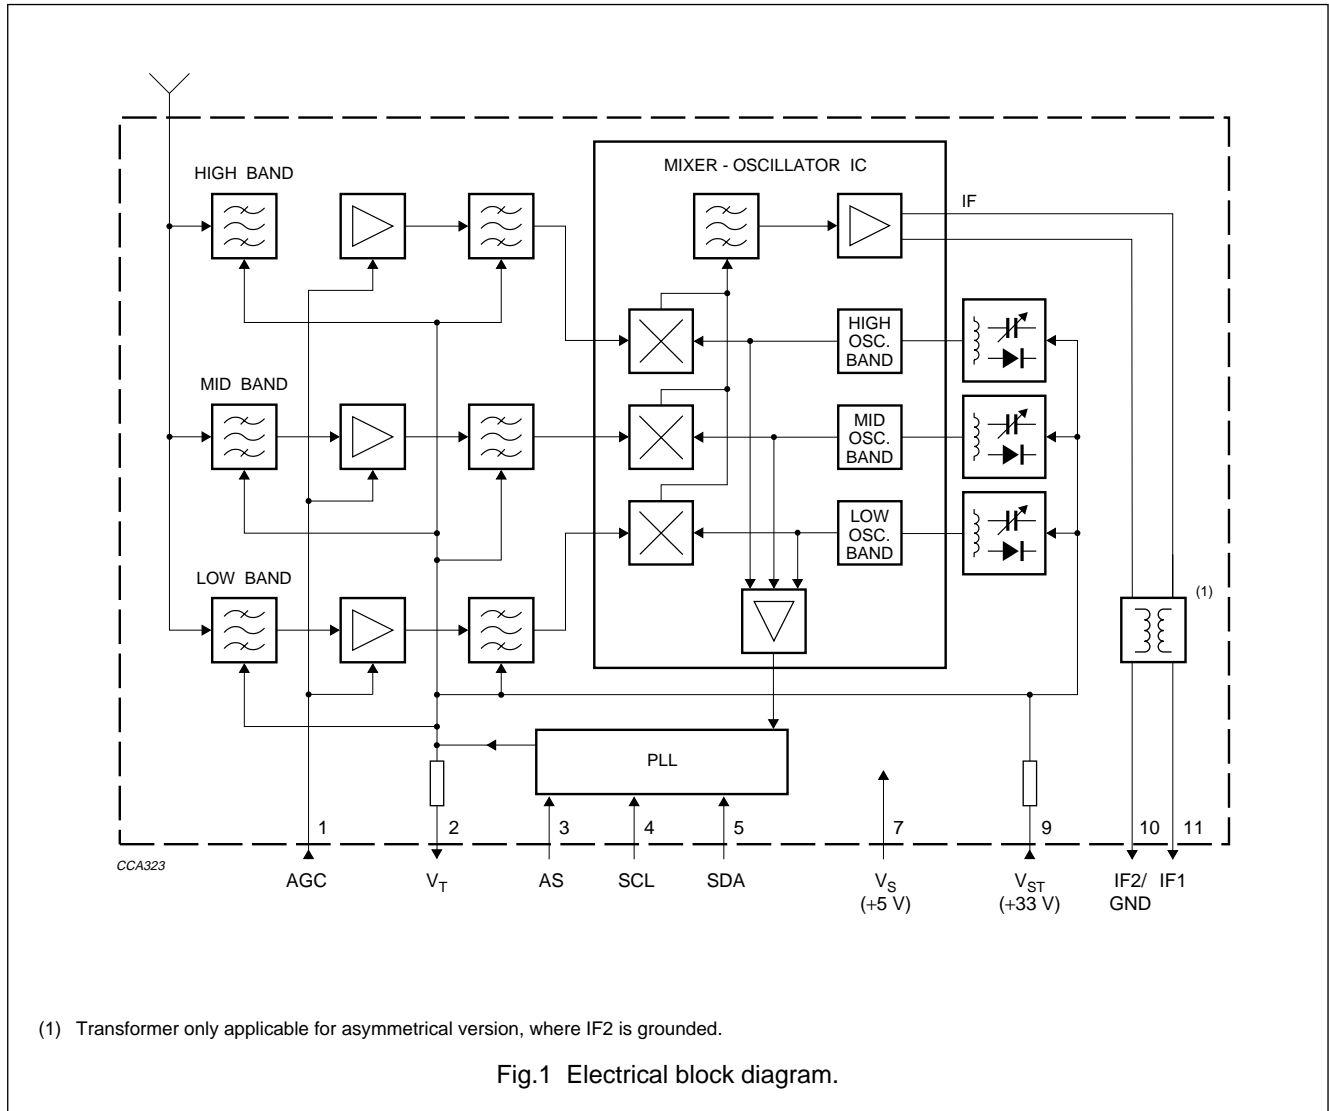 HIGH BAND
MIXER - OSCILLATOR IC
IF
HIGH
OSC.
BAND
MID BAND
MID
OSC.
BAND
LOW
OSC.
BAND
LOW BAND
(1)
PLL
1
2
3
4
5
7
9
10
11
CCA323
AGC
VT
AS
SCL
SDA
VS
(+5 V)
VST
(+33 V)
IF2/
GND
IF1
(1) Transformer only applicable for asymmetrical version, where IF2 is grounded.
Fig.1 Electrical block diagram.